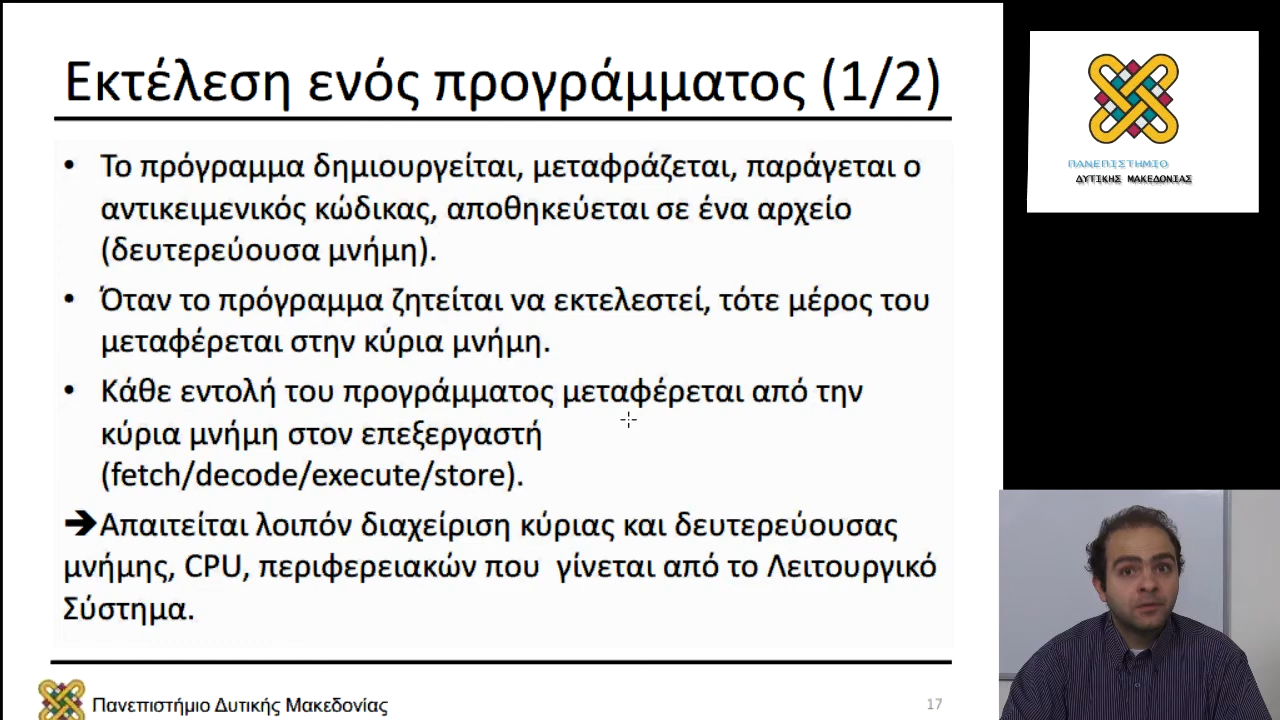 Εκτέλεση ενός προγράμματος (1/2)
• Το πρόγραμμα δημιουργείται, μεταφράζεται, παράγεται ο
αντικειμενικός κώδικας, αποθηκεύεται σε ένα αρχείο
(δευτερεύουσα μνήμη).
• Όταν το πρόγραμμα ζητείται να εκτελεστεί, τότε μέρος του
μεταφέρεται στην κύρια μνήμη.
• Κάθε εντολή του προγράμματος μεταφέρεται από την
κύρια μνήμη στον επεξεργαστή
(fetch/decode/execute/store).
➔Απαιτείται λοιπόν διαχείριση κύριας και δευτερεύουσας
μνήμης, CPU, περιφερειακών που γίνεται από το Λειτουργικό
Σύστημα.
Πανεπιστήμιο Δυτικής Μακεδονίας
17
ΠΑΝΕΠΙΣΤΗΜΙΟ
ΔΥΤΙΚΗΣ ΜΑΚΕΔΟΝΙΑΣ